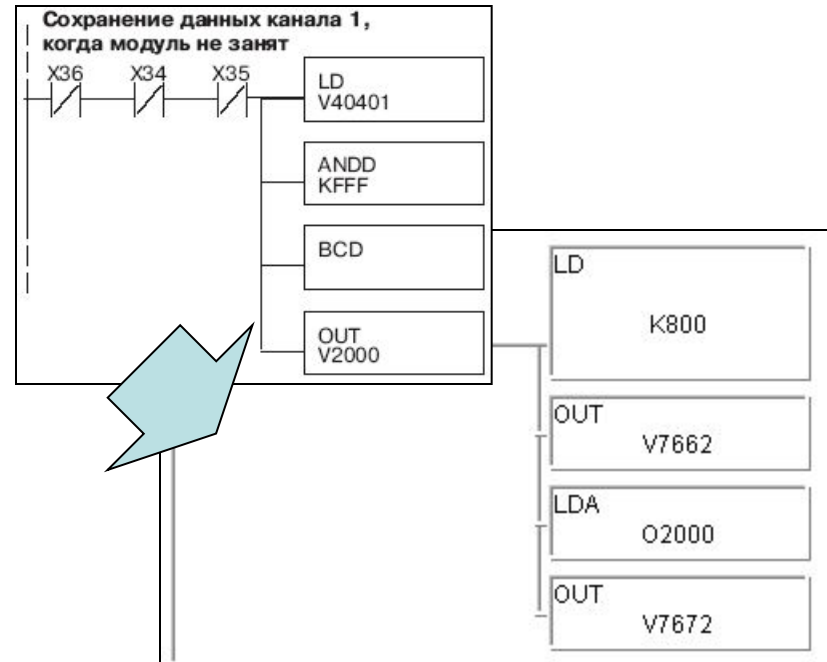 Сохранение данных канала 1,
когда модуль не занят
X36 X34 X35
LD
V40401
ANDD
KFFF
BCD
OUT
V2000
LD
K800
OUT
V7662
LDA
O2000
OUT
V7672